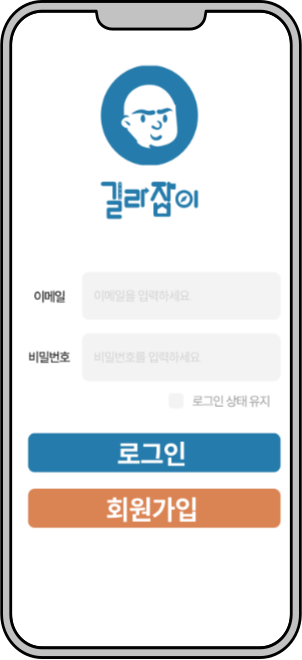 길라잡이
이메일
이메일을 입력하세요
비밀번호
비밀번호를 입력하세요
로그인 상태 유지
로그인
회원가입